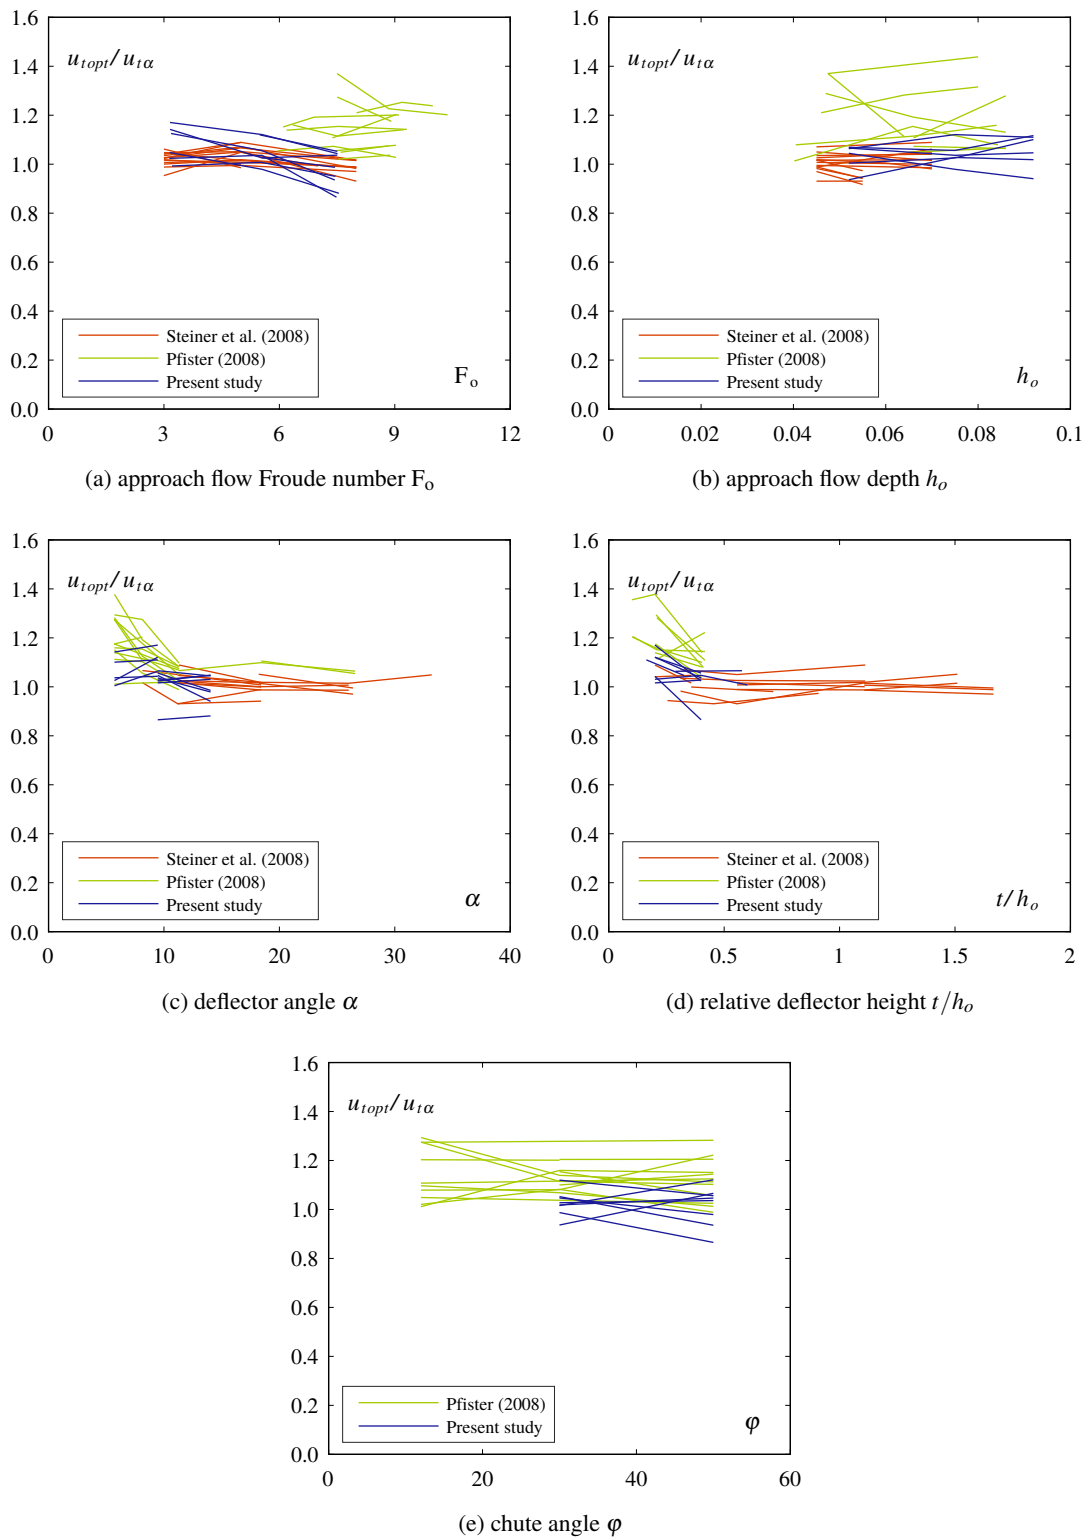 1.6
1.4
1.2
1.0
0.8
0.6
0.4
0.2
0.0
u_topt/u_tα
Steiner et al. (2008)
Pfister (2008)
Present study
F_o
0 3 6 9 12
(a) approach flow Froude number F_o
1.6
1.4
1.2
1.0
0.8
0.6
0.4
0.2
0.0
u_topt/u_tα
Steiner et al. (2008)
Pfister (2008)
Present study
h_o
0 0.02 0.04 0.06 0.08 0.1
(b) approach flow depth h_o
1.6
1.4
1.2
1.0
0.8
0.6
0.4
0.2
0.0
u_topt/u_tα
Steiner et al. (2008)
Pfister (2008)
Present study
α
0 10 20 30 40
(c) deflector angle α
1.6
1.4
1.2
1.0
0.8
0.6
0.4
0.2
0.0
u_topt/u_tα
Steiner et al. (2008)
Pfister (2008)
Present study
t/h_o
0 0.5 1 1.5 2
(d) relative deflector height t/h_o
1.6
1.4
1.2
1.0
0.8
0.6
0.4
0.2
0.0
u_topt/u_tα
Pfister (2008)
Present study
φ
0 20 40 60
(e) chute angle φ